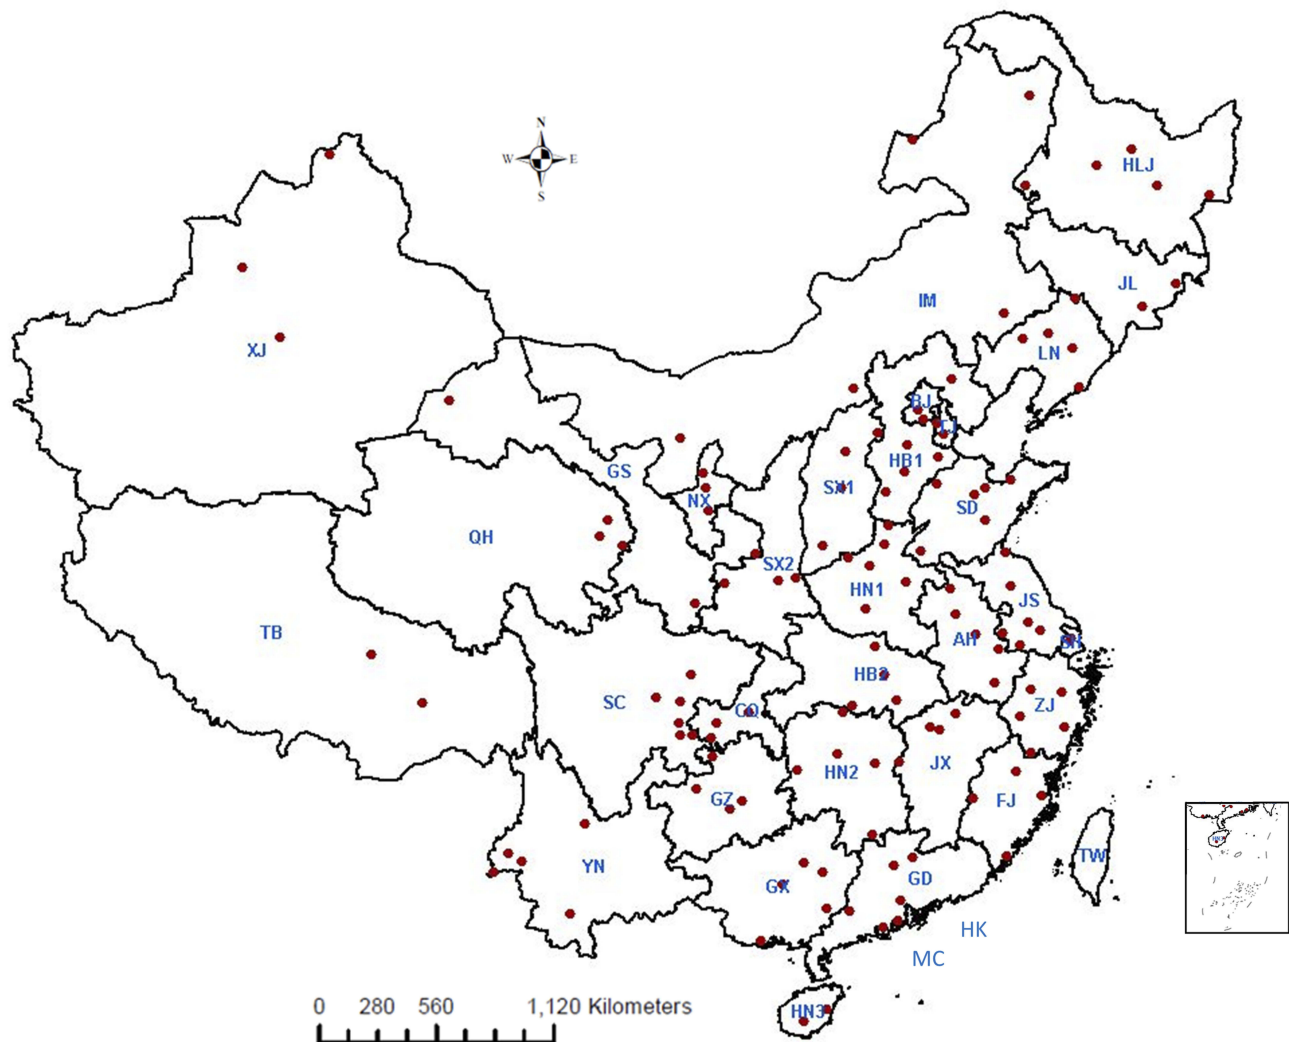 N
W E
S
HLJ
JL
IM
XJ
LN
BJ
TJ
HB1
GS
SX1
NX
SD
QH
SX2
HN1
JS
TB
AH
SH
HB2
SC
CQ
ZJ
JX
HN2
FJ
GZ
TW
YN
GX
GD
HK
MC
HN3
0 280 560 1,120 Kilometers